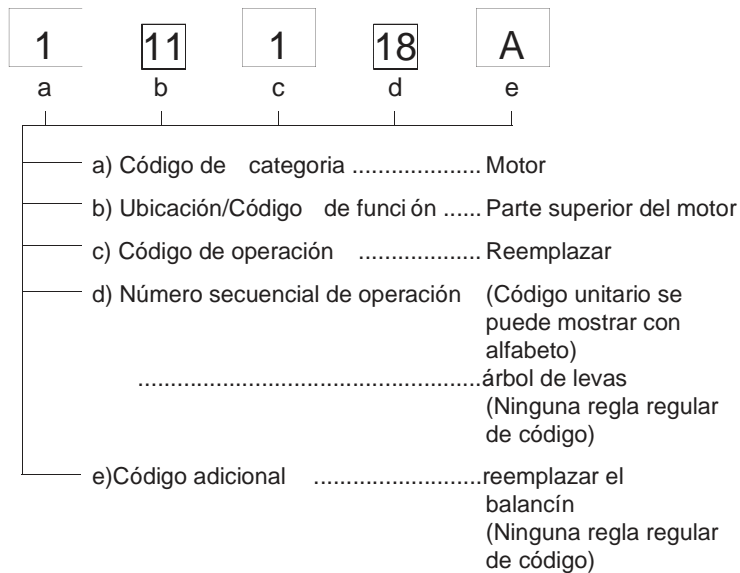 1 11 1 18 A
a b c d e
a) Código de categoria .................... Motor
b) Ubicación/Código de funci ón ...... Parte superior del motor
c) Código de operación ................... Reemplazar
d) Número secuencial de operación (Código unitario se
puede mostrar con
alfabeto)
.....................................................árbol de levas
(Ninguna regla regular
de código)
e)Código adicional ..........................reemplazar el
balancín
(Ninguna regla regular
de código)